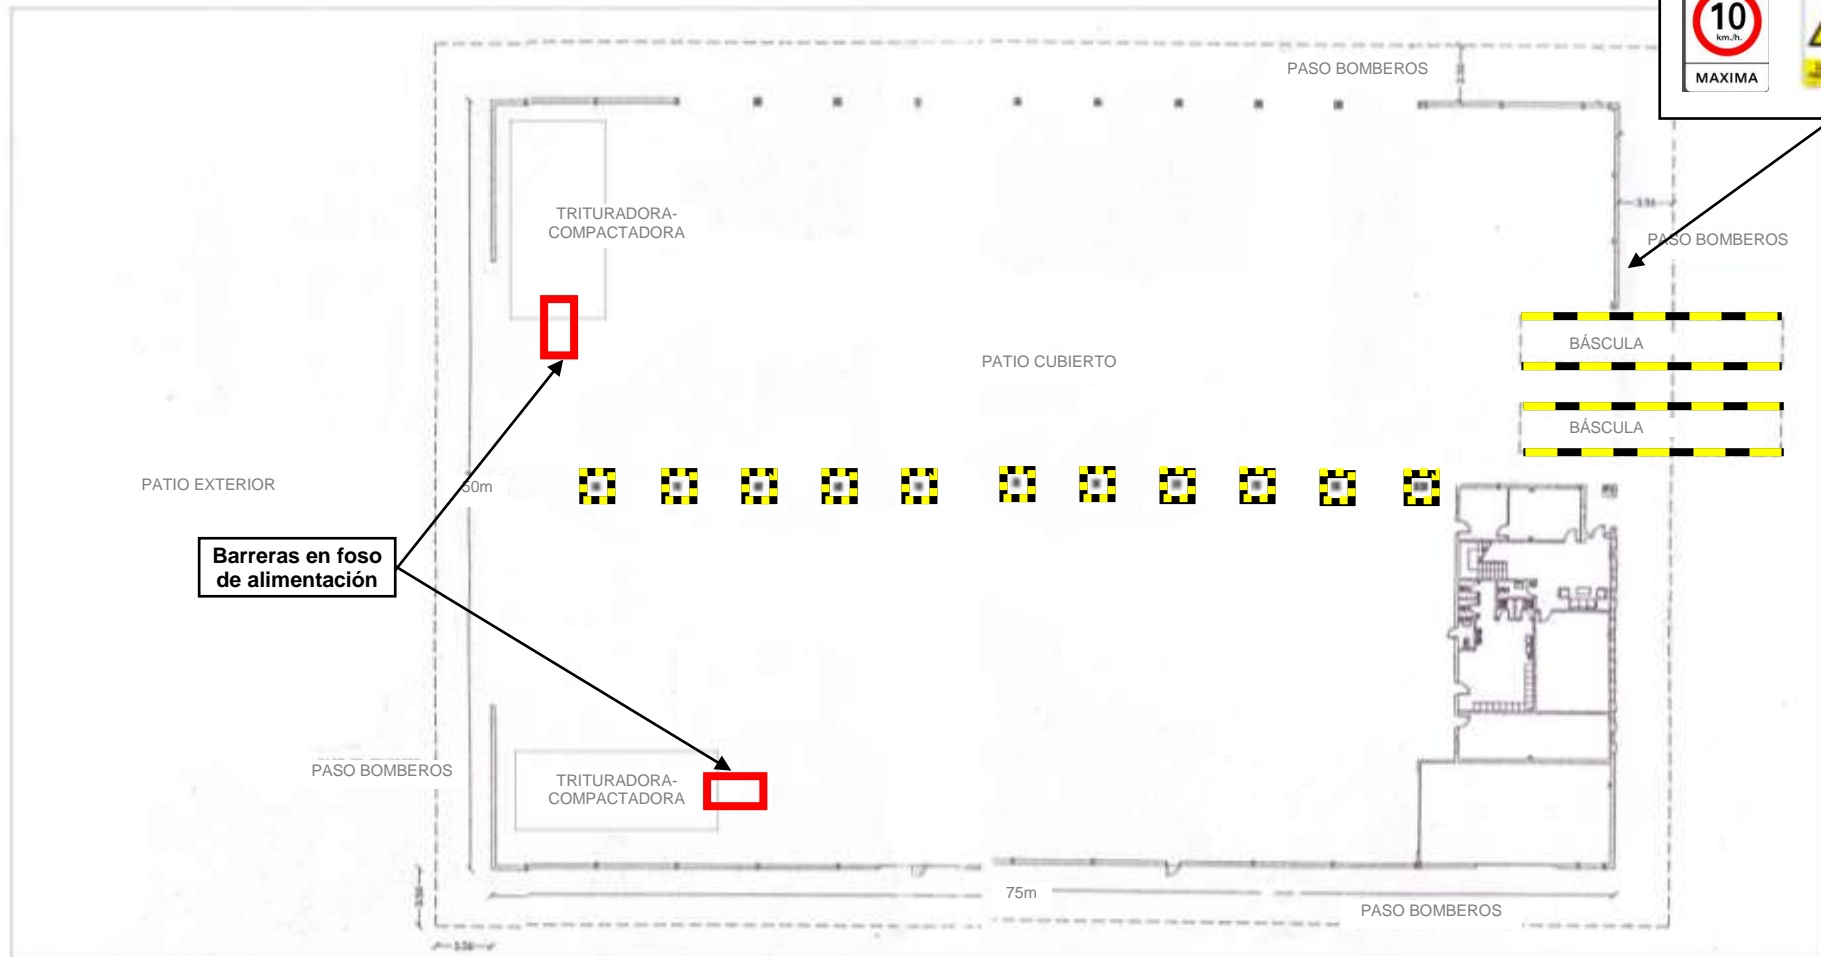 10
km./h.
MAXIMA
PASO BOMBEROS
TRITURADORA-
COMPACTADORA
PASO BOMBEROS
BÁSCULA
PATIO CUBIERTO
BÁSCULA
PATIO EXTERIOR
50m
Barreras en foso
de alimentación
PASO BOMBEROS
TRITURADORA-
COMPACTADORA
75m
PASO BOMBEROS